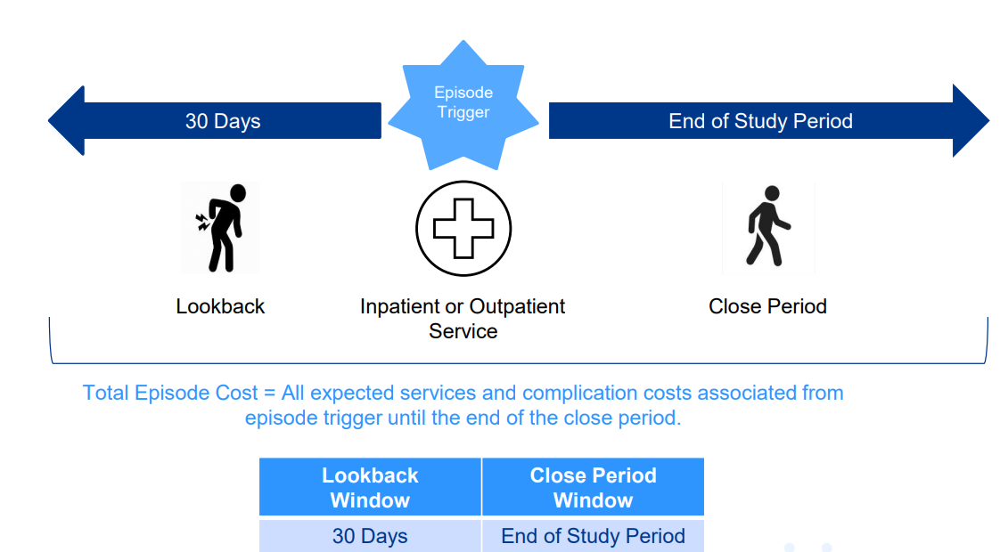 Episode
Trigger
30 Days
End of Study Period
Lookback
Inpatient or Outpatient
Service
Close Period
Total Episode Cost = All expected services and complication costs associated from
episode trigger until the end of the close period.
Lookback
Window
Close Period
Window
30 Days
End of Study Period